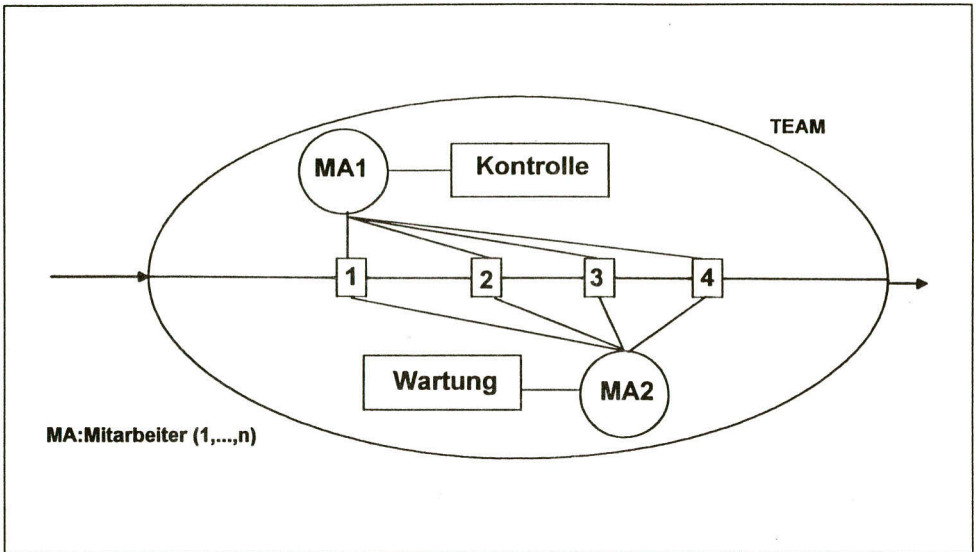 TEAM
MA1
Kontrolle
1
2
3
4
Wartung
MA2
MA:Mitarbeiter (1,...,n)